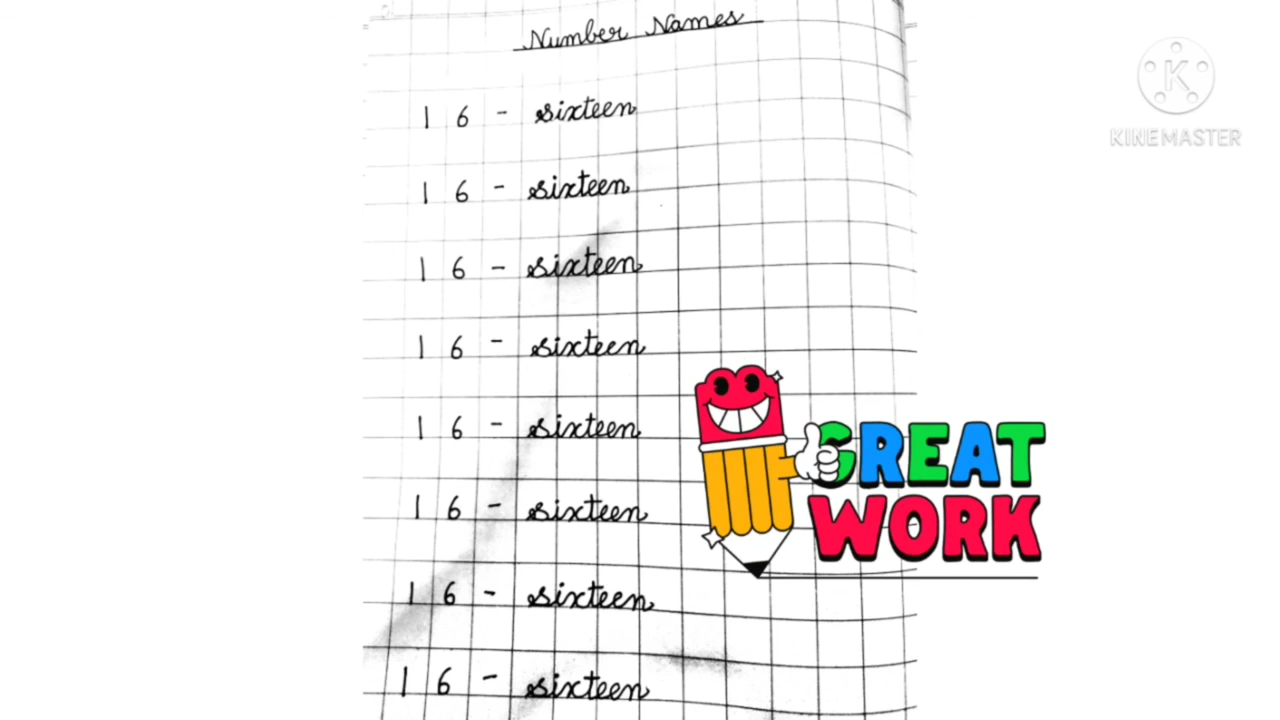 Number Names
16 - sixteen
16 - sixteen
16 - sixteen
16 - sixteen
16 - sixteen
16 - sixteen
16 - sixteen
16 - sixteen
GREAT
WORK
K
KINEMASTER